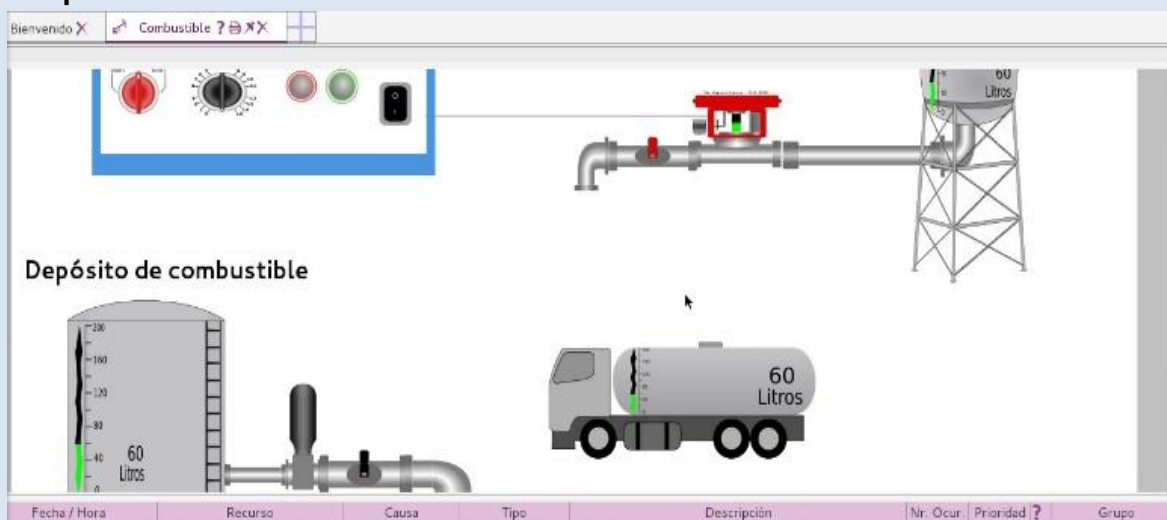 Bienvenido
Combustible ?
60
Litros
Depósito de combustible
200
160
120
80
40
0
60
Litros
60
Litros
Fecha / Hora Recurso Causa Tipo Descripción Nr. Ocur. Prioridad ? Grupo